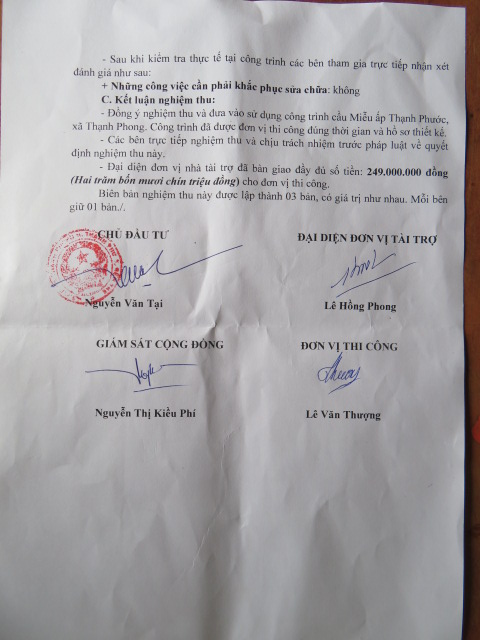 - Sau khi kiểm tra thực tế tại công trình các bên tham gia trực tiếp nhận xét
đánh giá như sau:
+ Những công việc cần phải khắc phục sửa chữa: không
C. Kết luận nghiệm thu:
- Đồng ý nghiệm thu và đưa vào sử dụng công trình cầu Miễu ấp Thạnh Phước,
xã Thạnh Phong. Công trình đã được đơn vị thi công đúng thời gian và hồ sơ thiết kế.
- Các bên trực tiếp nghiệm thu và chịu trách nhiệm trước pháp luật về quyết
định nghiệm thu này.
- Đại diện đơn vị nhà tài trợ đã bàn giao đầy đủ số tiền: 249.000.000 đồng
(Hai trăm bốn mươi chín triệu đồng) cho đơn vị thi công.
Biên bản nghiệm thu này được lập thành 03 bản, có giá trị như nhau. Mỗi bên
giữ 01 bản./.
CHỦ ĐẦU TƯ
ĐẠI DIỆN ĐƠN VỊ TÀI TRỢ
Nguyễn Văn Tại
Lê Hồng Phong
GIÁM SÁT CỘNG ĐỒNG
ĐƠN VỊ THI CÔNG
Nguyễn Thị Kiều Phí
Lê Văn Thượng